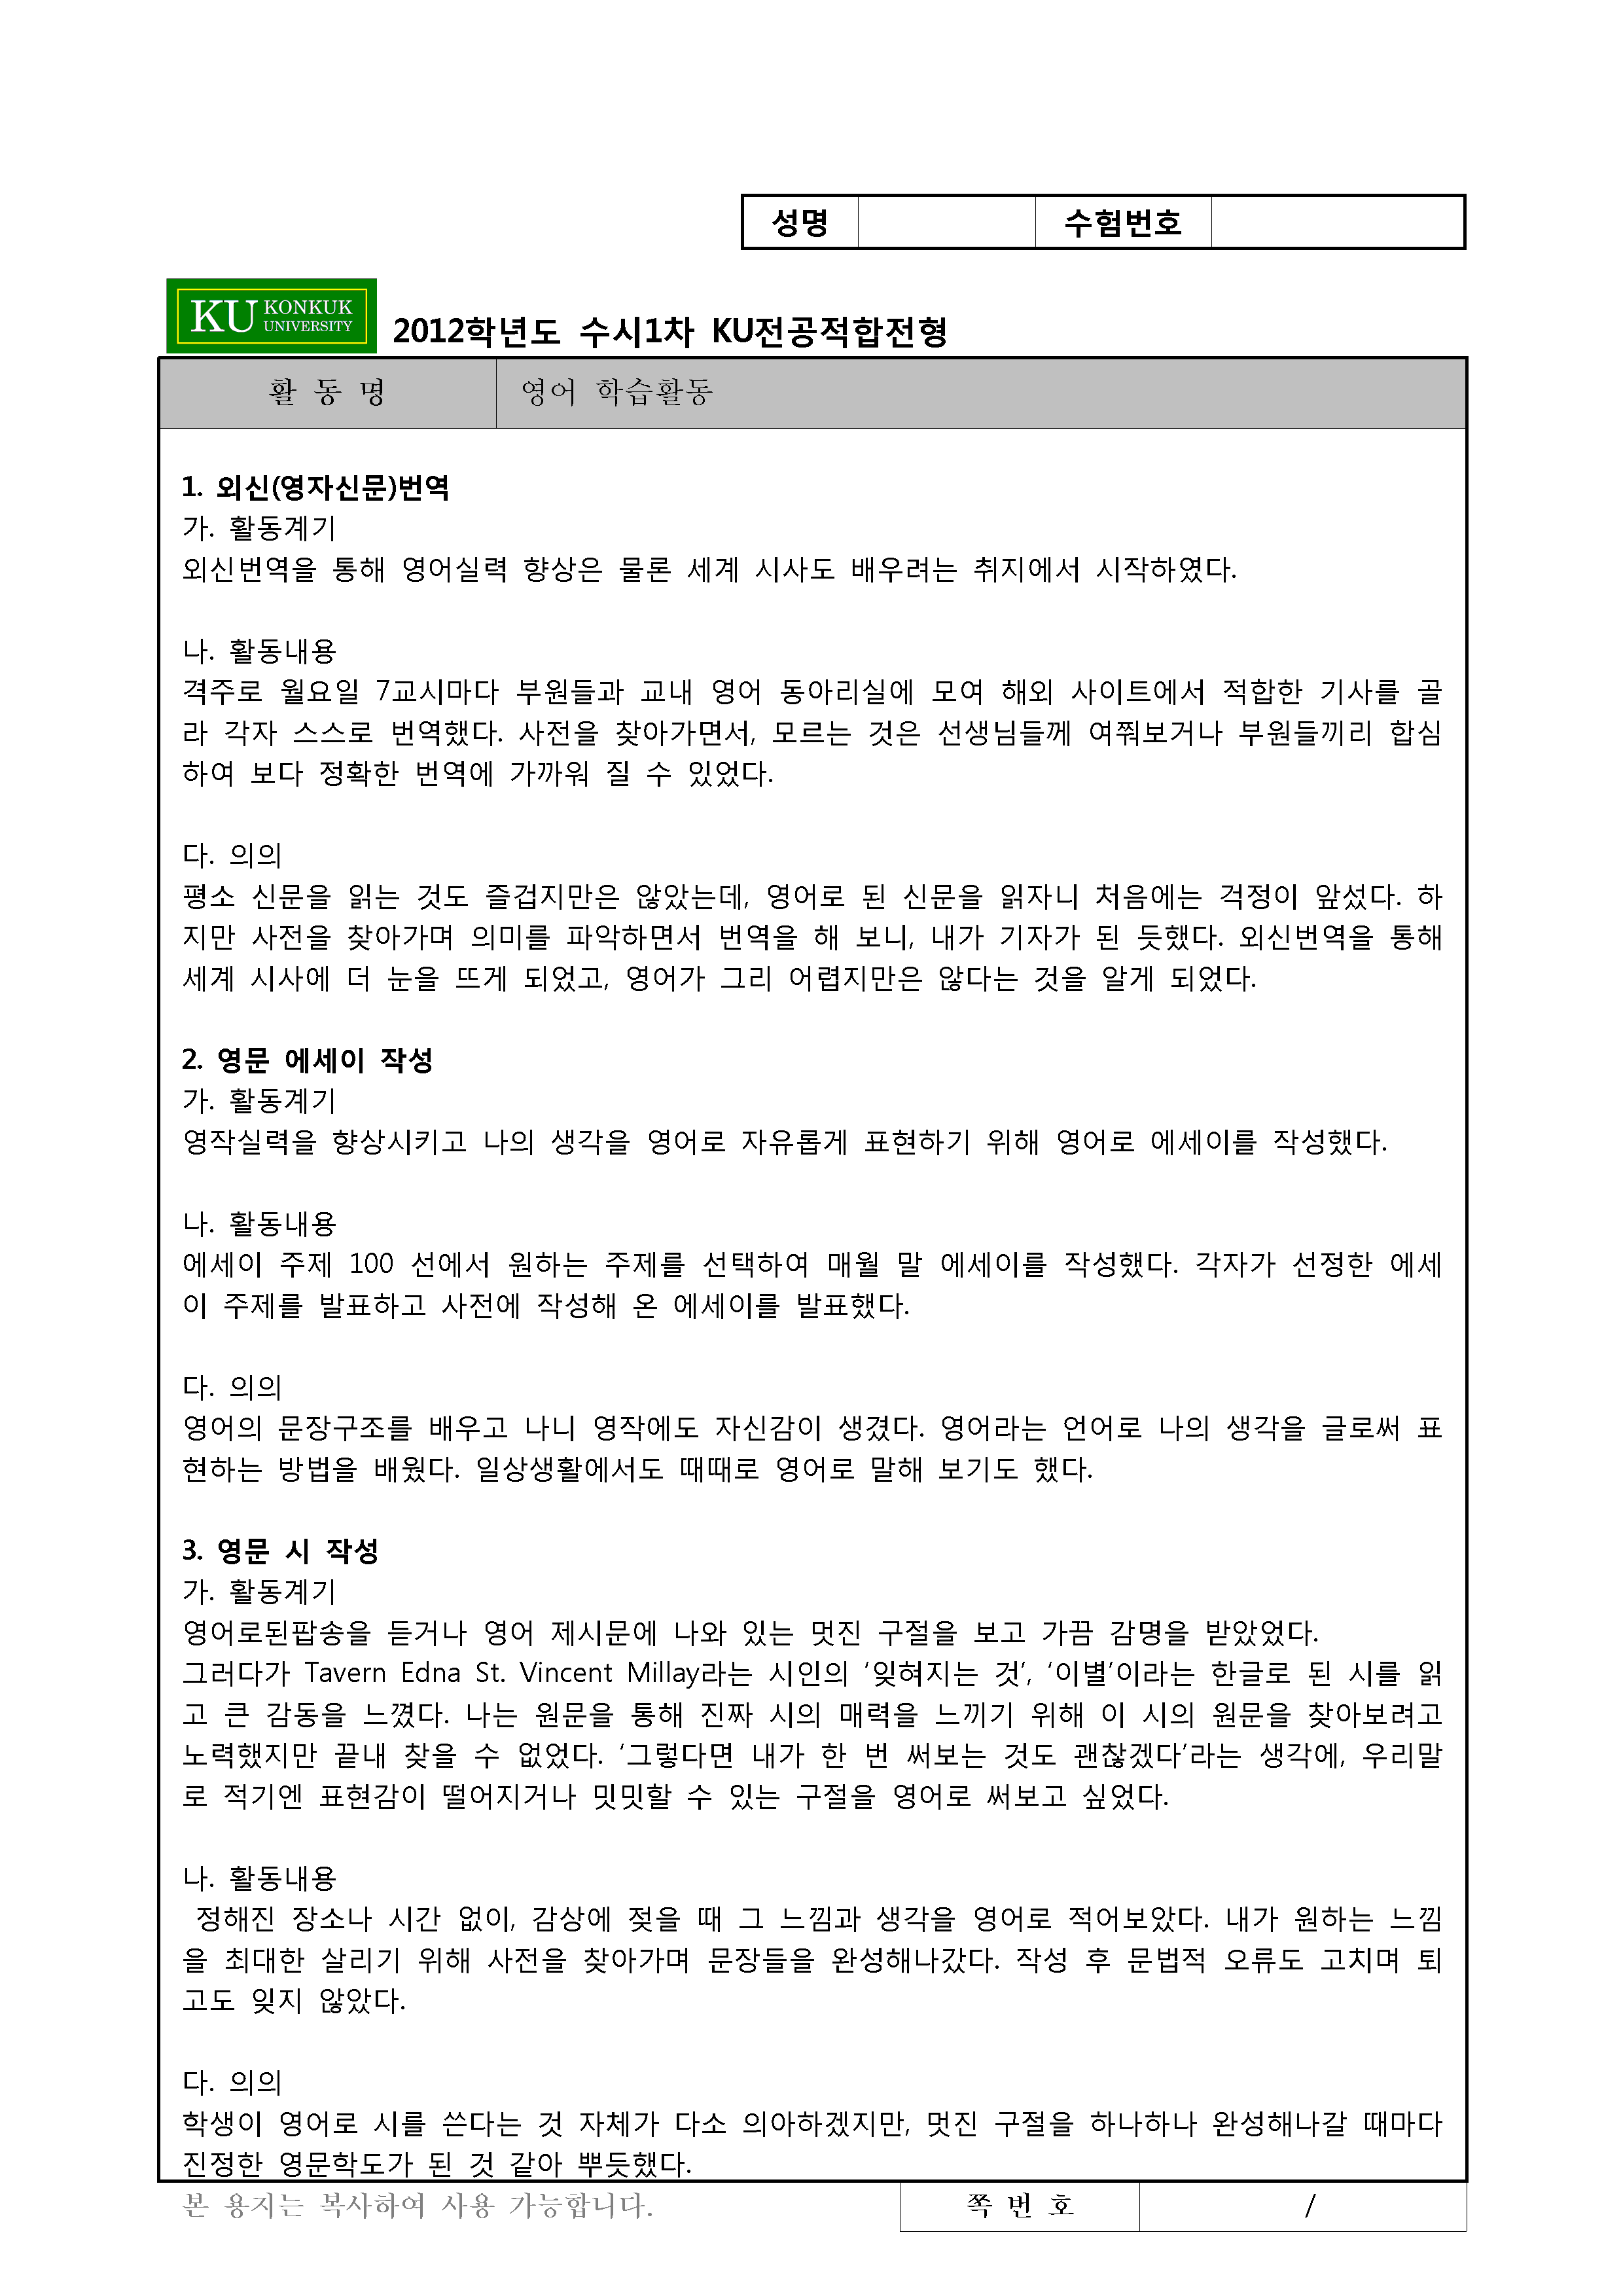 성명 수험번호
KU KONKUK UNIVERSITY
2012학년도 수시1차 KU전공적합전형
활 동 명 영어 학습활동
1. 외신(영자신문)번역
가. 활동계기
외신번역을 통해 영어실력 향상은 물론 세계 시사도 배우려는 취지에서 시작하였다.
나. 활동내용
격주로 월요일 7교시마다 부원들과 교내 영어 동아리실에 모여 해외 사이트에서 적합한 기사를 골
라 각자 스스로 번역했다. 사전을 찾아가면서, 모르는 것은 선생님들께 여쭤보거나 부원들끼리 합심
하여 보다 정확한 번역에 가까워 질 수 있었다.
다. 의의
평소 신문을 읽는 것도 즐겁지만은 않았는데, 영어로 된 신문을 읽자니 처음에는 걱정이 앞섰다. 하
지만 사전을 찾아가며 의미를 파악하면서 번역을 해 보니, 내가 기자가 된 듯했다. 외신번역을 통해
세계 시사에 더 눈을 뜨게 되었고, 영어가 그리 어렵지만은 않다는 것을 알게 되었다.
2. 영문 에세이 작성
가. 활동계기
영작실력을 향상시키고 나의 생각을 영어로 자유롭게 표현하기 위해 영어로 에세이를 작성했다.
나. 활동내용
에세이 주제 100 선에서 원하는 주제를 선택하여 매월 말 에세이를 작성했다. 각자가 선정한 에세
이 주제를 발표하고 사전에 작성해 온 에세이를 발표했다.
다. 의의
영어의 문장구조를 배우고 나니 영작에도 자신감이 생겼다. 영어라는 언어로 나의 생각을 글로써 표
현하는 방법을 배웠다. 일상생활에서도 때때로 영어로 말해 보기도 했다.
3. 영문 시 작성
가. 활동계기
영어로된팝송을 듣거나 영어 제시문에 나와 있는 멋진 구절을 보고 가끔 감명을 받았었다.
그러다가 Tavern Edna St. Vincent Millay라는 시인의 ‘잊혀지는 것’, ‘이별’이라는 한글로 된 시를 읽
고 큰 감동을 느꼈다. 나는 원문을 통해 진짜 시의 매력을 느끼기 위해 이 시의 원문을 찾아보려고
노력했지만 끝내 찾을 수 없었다. ‘그렇다면 내가 한 번 써보는 것도 괜찮겠다’라는 생각에, 우리말
로 적기엔 표현감이 떨어지거나 밋밋할 수 있는 구절을 영어로 써보고 싶었다.
나. 활동내용
정해진 장소나 시간 없이, 감상에 젖을 때 그 느낌과 생각을 영어로 적어보았다. 내가 원하는 느낌
을 최대한 살리기 위해 사전을 찾아가며 문장들을 완성해나갔다. 작성 후 문법적 오류도 고치며 퇴
고도 잊지 않았다.
다. 의의
학생이 영어로 시를 쓴다는 것 자체가 다소 의아하겠지만, 멋진 구절을 하나하나 완성해나갈 때마다
진정한 영문학도가 된 것 같아 뿌듯했다.
본 용지는 복사하여 사용 가능합니다. 쪽 번 호 /